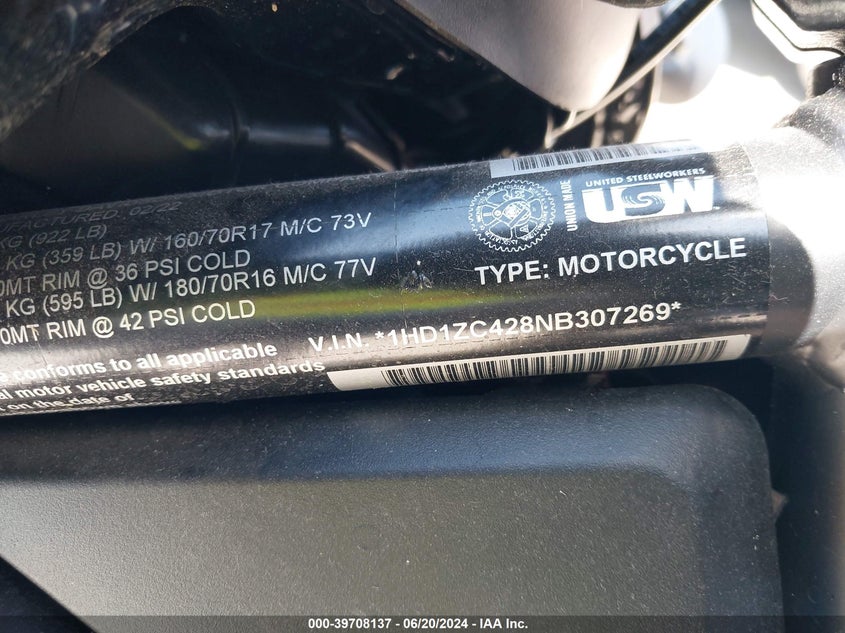 UFACTURED: 02/22
KG (922 LB)
KG (359 LB) W/ 160/70R17 M/C 73V
0MT RIM @ 36 PSI COLD
KG (595 LB) W/ 180/70R16 M/C 77V
0MT RIM @ 42 PSI COLD
conforms to all applicable
al motor vehicle safety standards
on the date of
UNION MADE
UNITED STEELWORKERS
USW
TYPE: MOTORCYCLE
V.I.N. *1HD1ZC428NB307269*
000-39708137 - 06/20/2024 - IAA Inc.